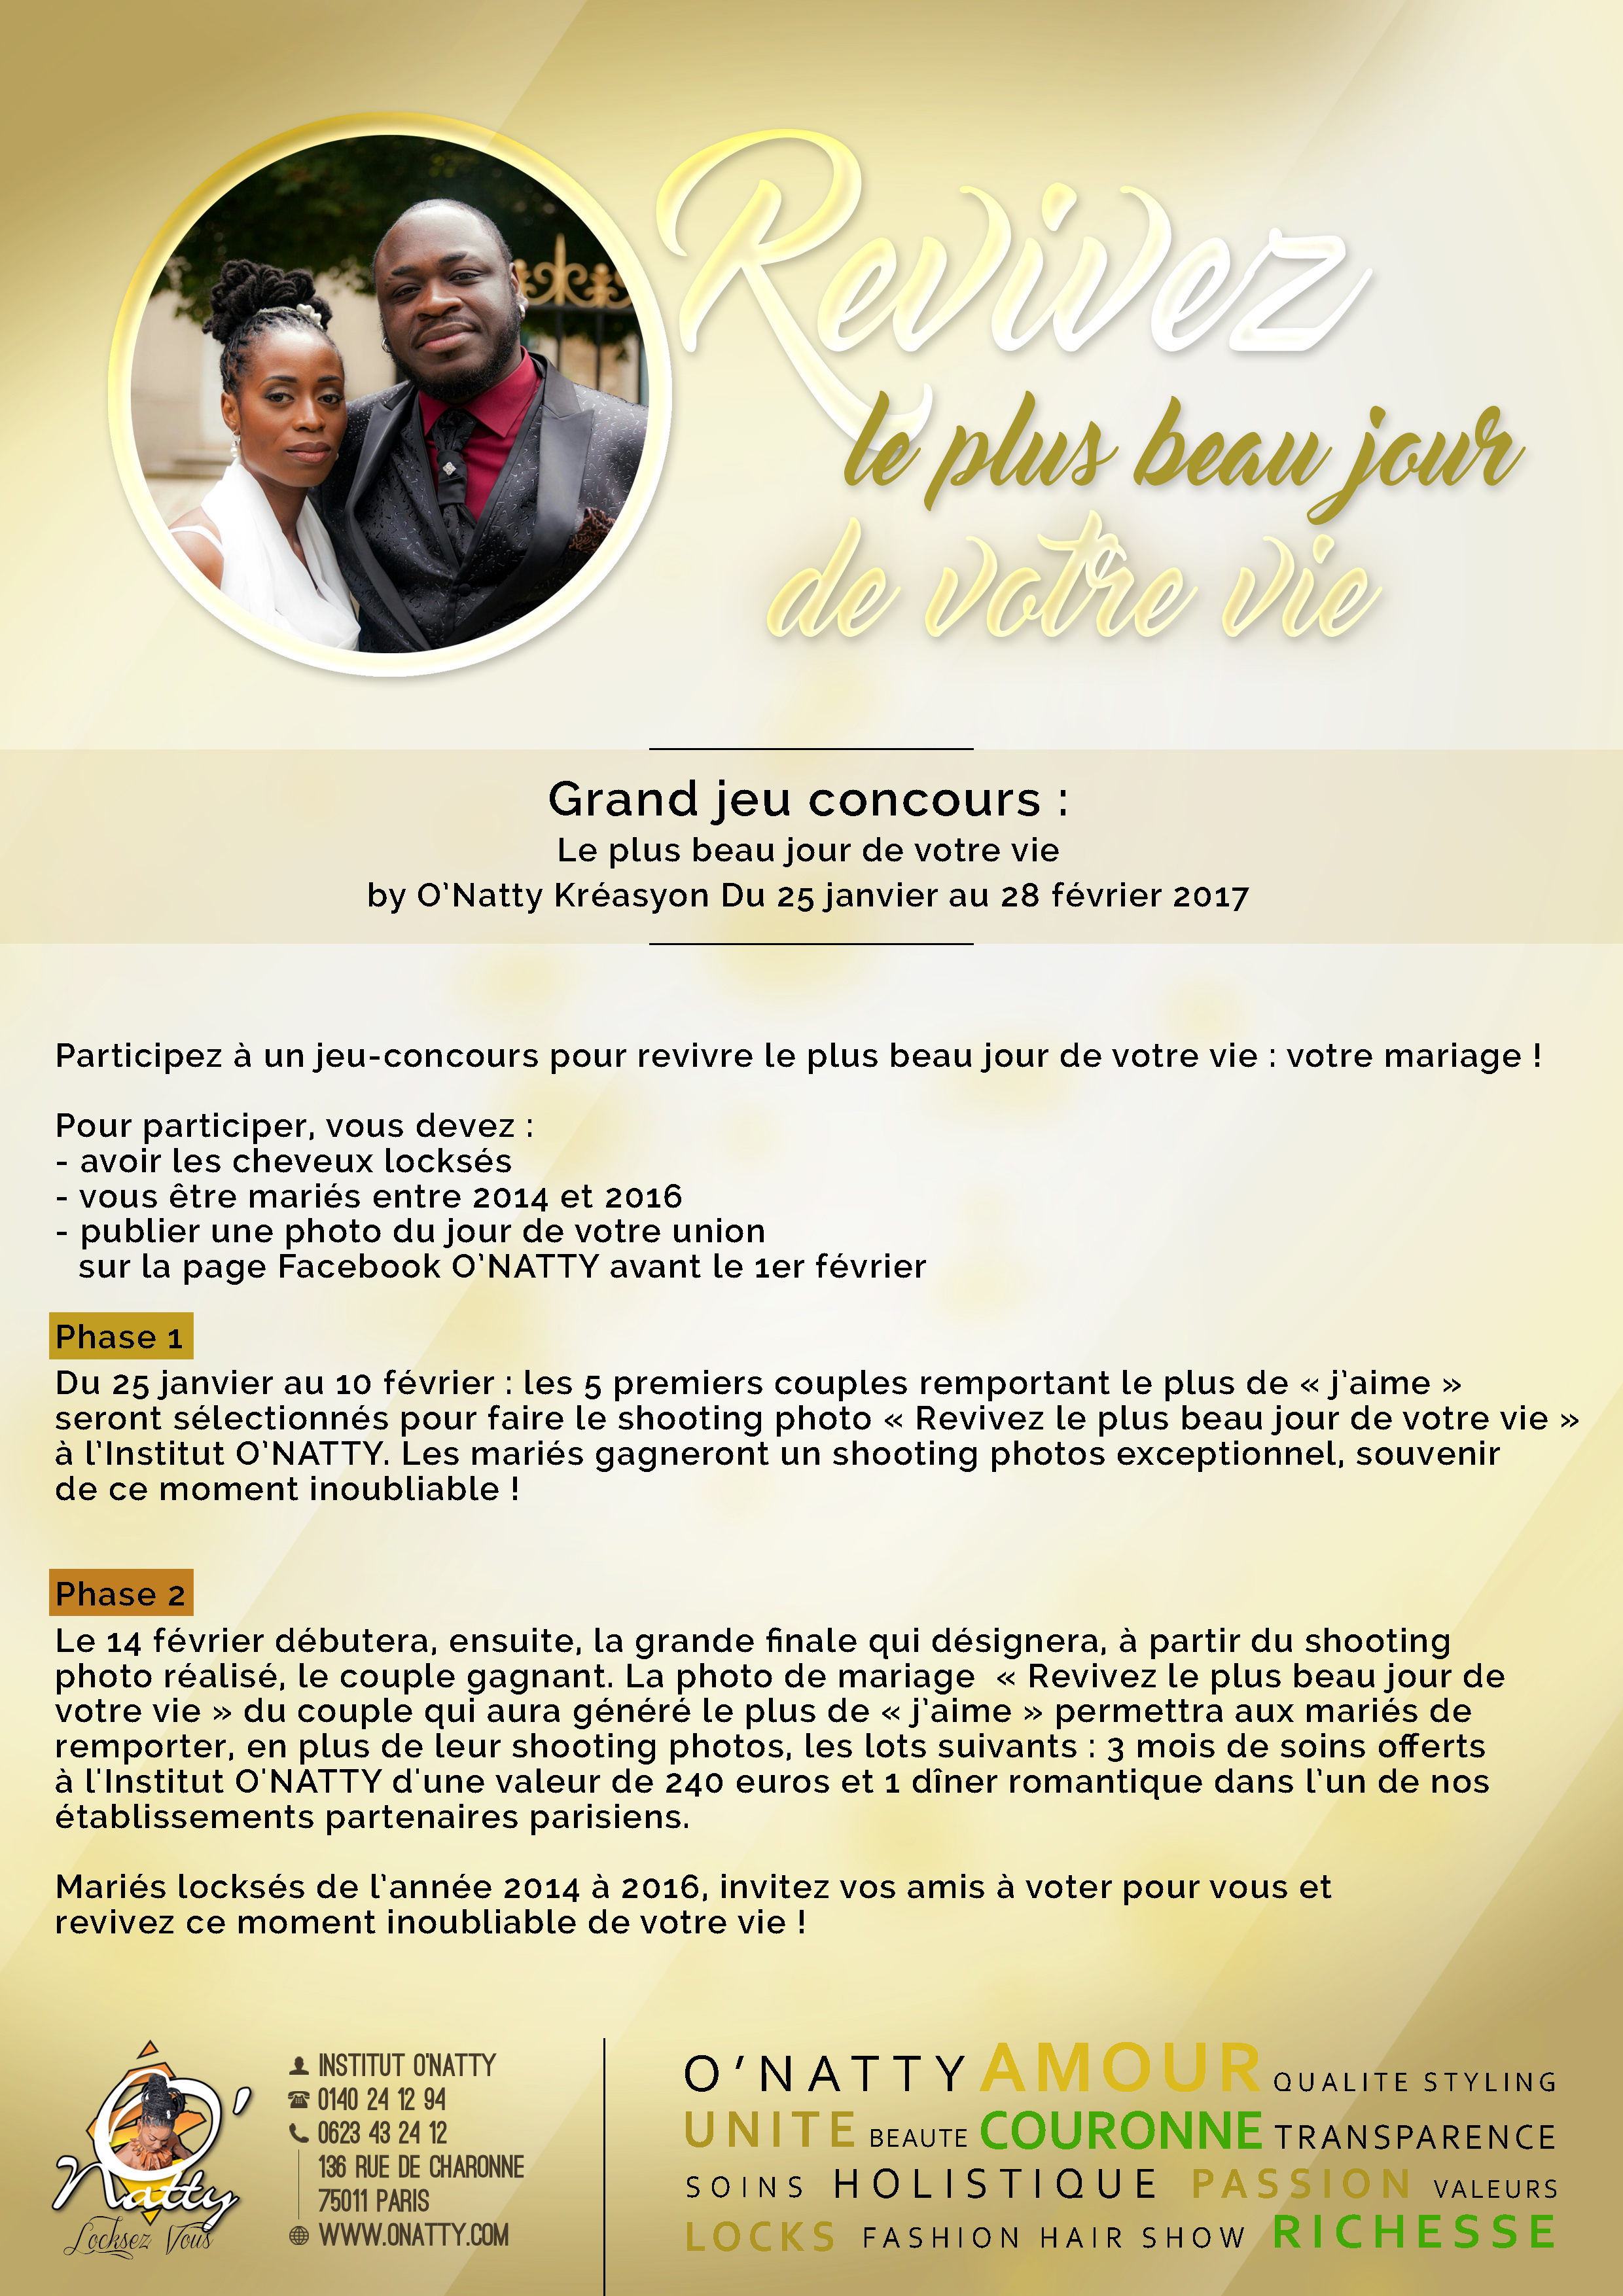 Revivez
le plus beau jour
de votre vie
Grand jeu concours :
Le plus beau jour de votre vie
by O'Natty Kréasyon Du 25 janvier au 28 février 2017
Participez à un jeu-concours pour revivre le plus beau jour de votre vie : votre mariage !
Pour participer, vous devez :
- avoir les cheveux locksés
- vous être mariés entre 2014 et 2016
- publier une photo du jour de votre union
sur la page Facebook O'NATTY avant le 1er février
Phase 1
Du 25 janvier au 10 février : les 5 premiers couples remportant le plus de « j'aime »
seront sélectionnés pour faire le shooting photo « Revivez le plus beau jour de votre vie »
à l'Institut O'NATTY. Les mariés gagneront un shooting photos exceptionnel, souvenir
de ce moment inoubliable !
Phase 2
Le 14 février débutera, ensuite, la grande finale qui désignera, à partir du shooting
photo réalisé, le couple gagnant. La photo de mariage  « Revivez le plus beau jour de
votre vie » du couple qui aura généré le plus de « j'aime » permettra aux mariés de
remporter, en plus de leur shooting photos, les lots suivants : 3 mois de soins offerts
à l'Institut O'NATTY d'une valeur de 240 euros et 1 dîner romantique dans l'un de nos
établissements partenaires parisiens.
Mariés locksés de l'année 2014 à 2016, invitez vos amis à voter pour vous et
revivez ce moment inoubliable de votre vie !
O'
Natty
Locksez Vous
INSTITUT O'NATTY
0140 24 12 94
0623 43 24 12
136 RUE DE CHARONNE
75011 PARIS
WWW.ONATTY.COM
O'NATTY AMOUR QUALITE STYLING
UNITE BEAUTE COURONNE TRANSPARENCE
SOINS HOLISTIQUE PASSION VALEURS
LOCKS FASHION HAIR SHOW RICHESSE